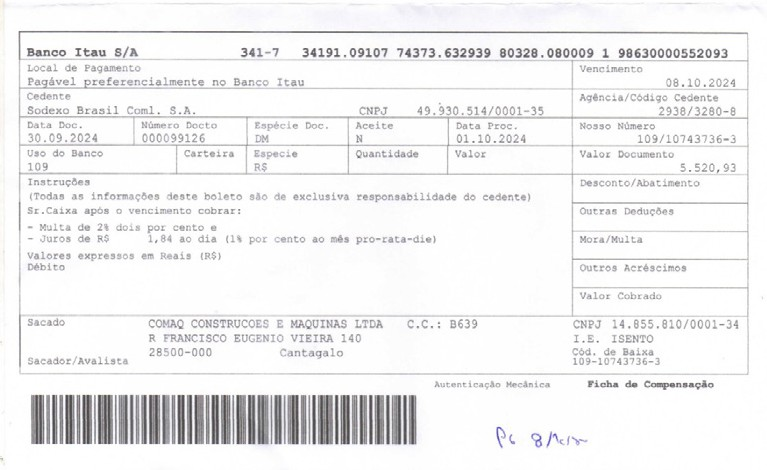 Banco Itau S/A 341-7 34191.09107 74373.632939 80328.080009 1 98630000552093
Local de Pagamento Vencimento
Pagável preferencialmente no Banco Itau 08.10.2024
Cedente Agência/Código Cedente
Sodexo Brasil Coml. S.A. CNPJ 49.930.514/0001-35 2938/3280-8
Data Doc. Número Docto Espécie Doc. Aceite Data Proc. Nosso Número
30.09.2024 000099126 DM N 01.10.2024 109/10743736-3
Uso do Banco Carteira Especie Quantidade Valor Valor Documento
109 R$ 5.520,93
Instruções Desconto/Abatimento
(Todas as informações deste boleto são de exclusiva responsabilidade do cedente)
Sr.Caixa após o vencimento cobrar: Outras Deduções
- Multa de 2% dois por cento e
- Juros de R$ 1,84 ao dia (1% por cento ao mês pro-rata-die) Mora/Multa
Valores expressos em Reais (R$)
Débito Outros Acréscimos
Valor Cobrado
Sacado COMAQ CONSTRUCOES E MAQUINAS LTDA C.C.: B639 CNPJ 14.855.810/0001-34
R FRANCISCO EUGENIO VIEIRA 140 I.E. ISENTO
28500-000 Cantagalo Cód. de Baixa
Sacador/Avalista 109-10743736-3
Autenticação Mecânica Ficha de Compensação